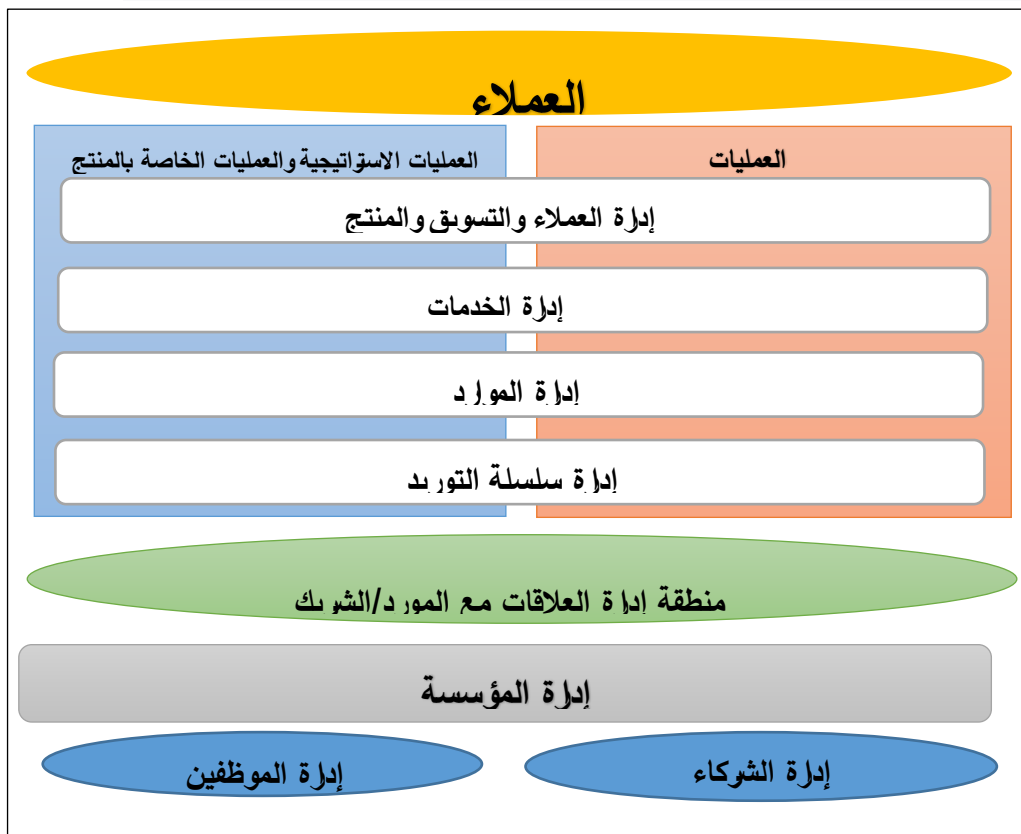 العملاء
العمليات
العمليات الاستراتيجية والعمليات الخاصة بالمنتج
إدارة العملاء والتسويق والمنتج
إدارة الخدمات
إدارة الموارد
إدارة سلسلة التوريد
منطقة إدارة العلاقات مع المورد/الشريك
إدارة المؤسسة
إدارة الشركاء
إدارة الموظفين